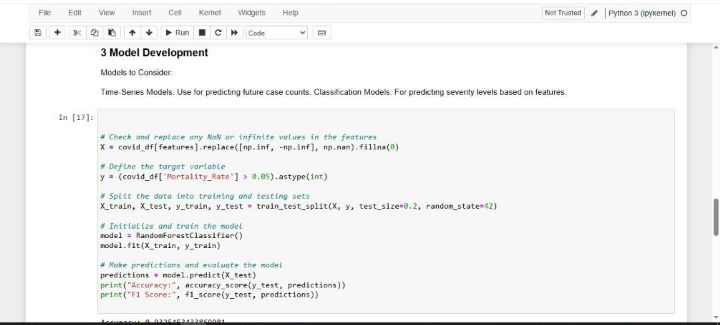 File Edit View Insert Cell Kernel Widgets Help Not Trusted Python 3 (ipykernel)
Run Code
3 Model Development
Models to Consider:
Time-Series Models: Use for predicting future case counts. Classification Models: For predicting severity levels based on features.
In [17]:
# Check and replace any NaN or infinite values in the features
X = covid_df[features].replace([np.inf, -np.inf], np.nan).fillna(0)
# Define the target variable
y = (covid_df['Mortality_Rate'] > 0.05).astype(int)
# Split the data into training and testing sets
X_train, X_test, y_train, y_test = train_test_split(X, y, test_size=0.2, random_state=42)
# Initialize and train the model
model = RandomForestClassifier()
model.fit(X_train, y_train)
# Make predictions and evaluate the model
predictions = model.predict(X_test)
print("Accuracy:", accuracy_score(y_test, predictions))
print("F1 Score:", f1_score(y_test, predictions))
Accuracy: